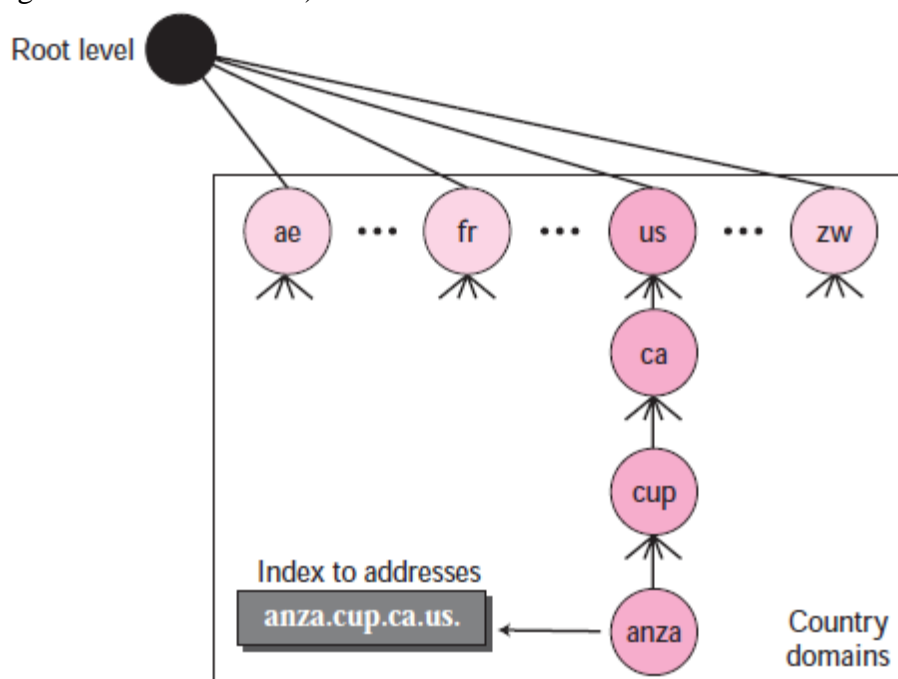 Root level
ae ••• fr ••• us ••• zw
ca
cup
Index to addresses
anza.cup.ca.us.
anza
Country
domains